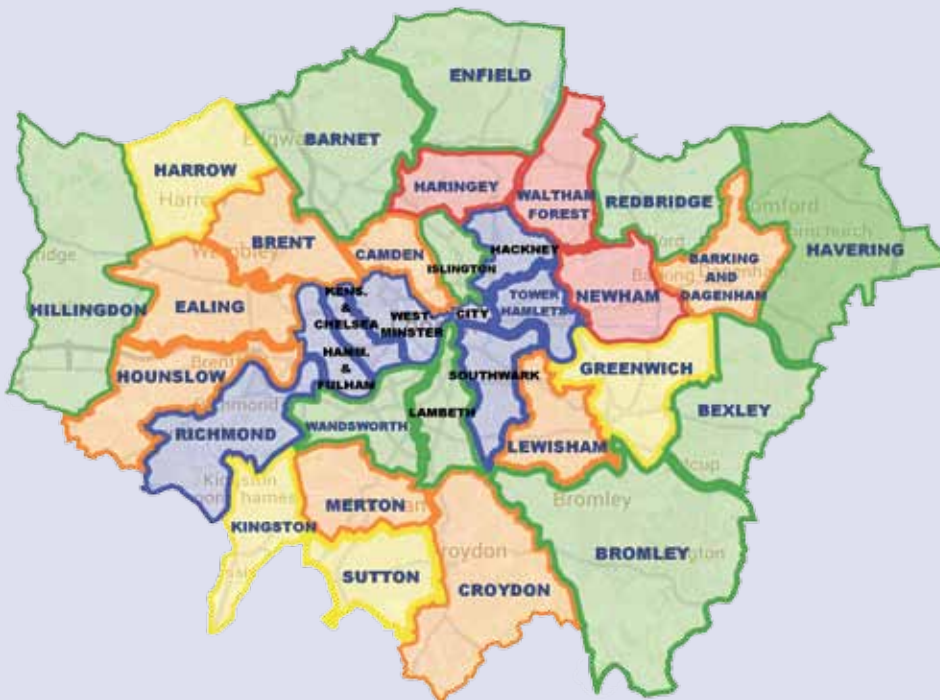 ENFIELD
BARNET
HARROW
HARINGEY
WALTHAM
FOREST
REDBRIDGE
HAVERING
BRENT
CAMDEN
ISLINGTON
HACKNEY
BARKING
AND
DAGENHAM
HILLINGDON
EALING
KENS.
&
CHELSEA
WEST
MINSTER
CITY
TOWER
HAMLETS
NEWHAM
HOUNSLOW
HAMM.
&
FULHAM
SOUTHWARK
GREENWICH
BEXLEY
RICHMOND
WANDSWORTH
LAMBETH
LEWISHAM
Bromley
KINGSTON
MERTON
SUTTON
CROYDON
BROMLEY